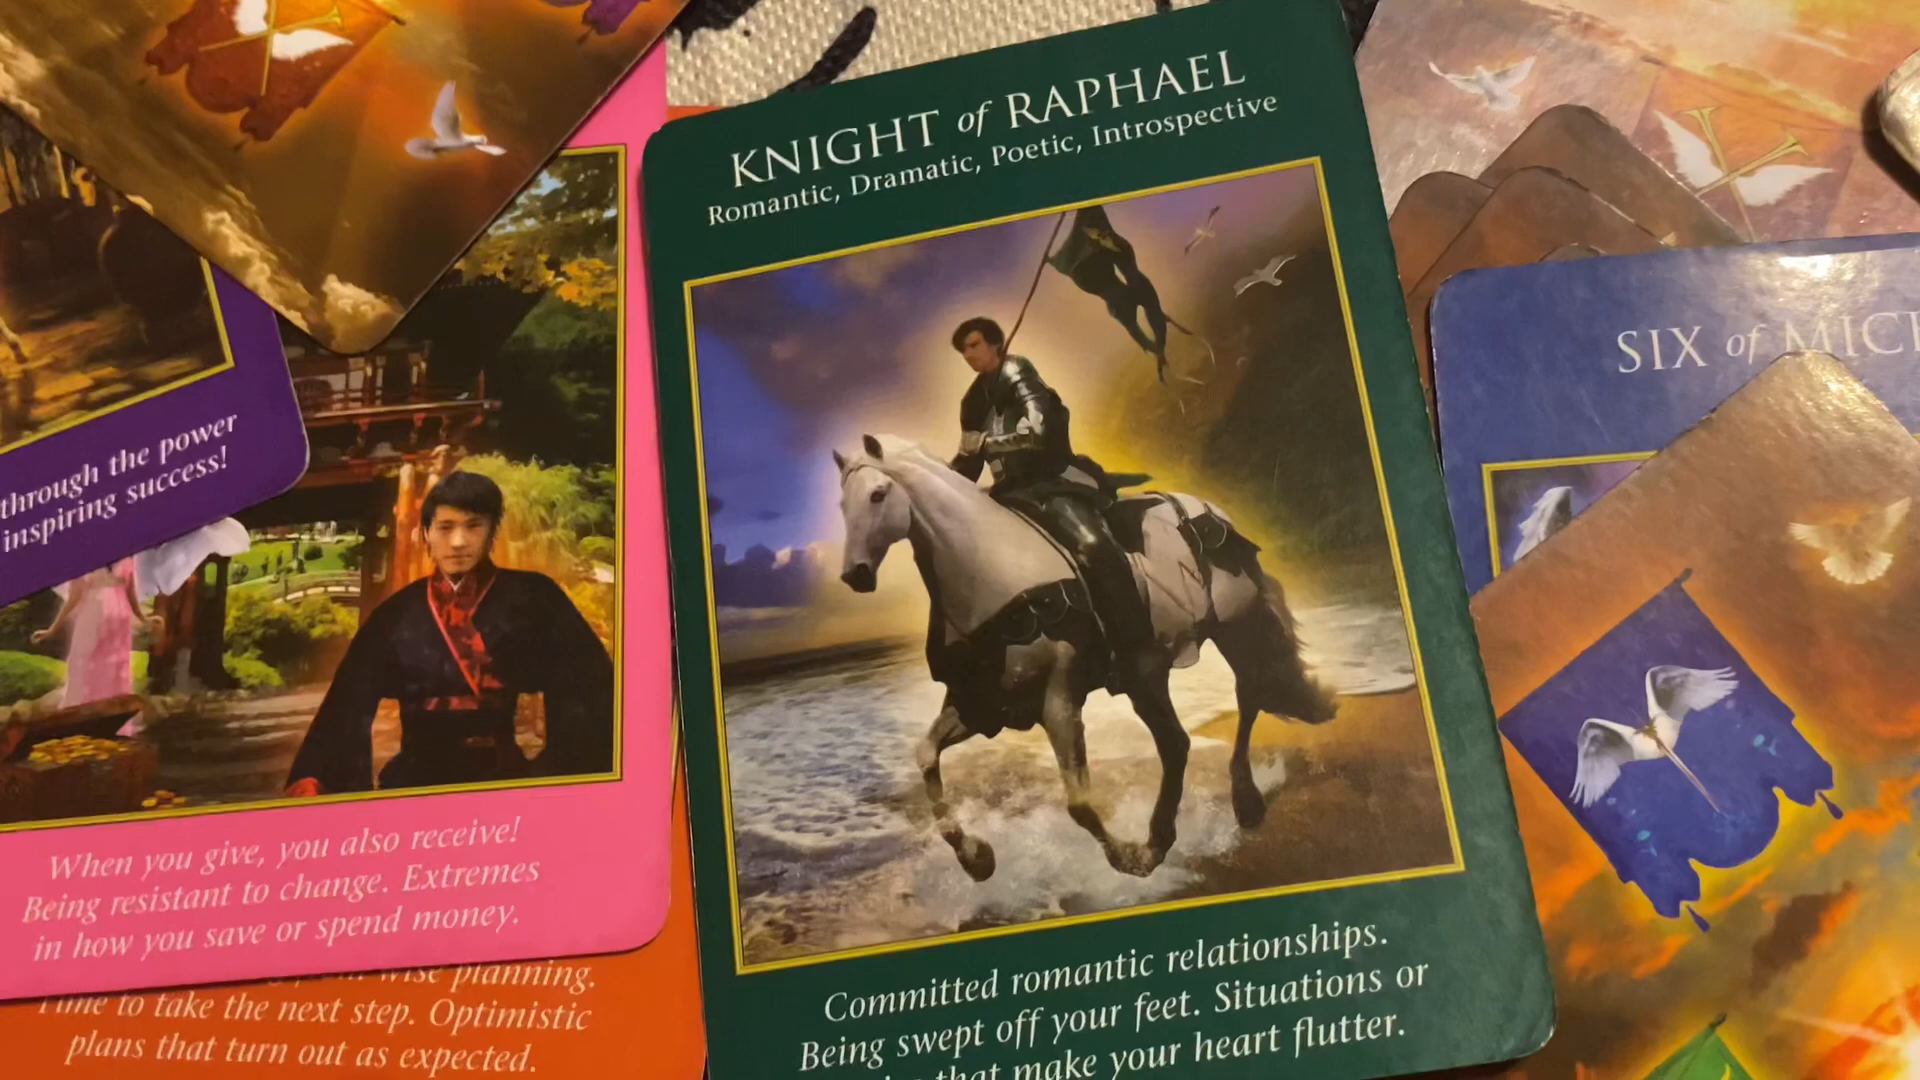 through the power
inspiring success!
When you give, you also receive!
Being resistant to change. Extremes
in how you save or spend money.
wise planning.
Time to take the next step. Optimistic
plans that turn out as expected.
KNIGHT of RAPHAEL
Romantic, Dramatic, Poetic, Introspective
Committed romantic relationships.
Being swept off your feet. Situations or
that make your heart flutter.
SIX of MICH